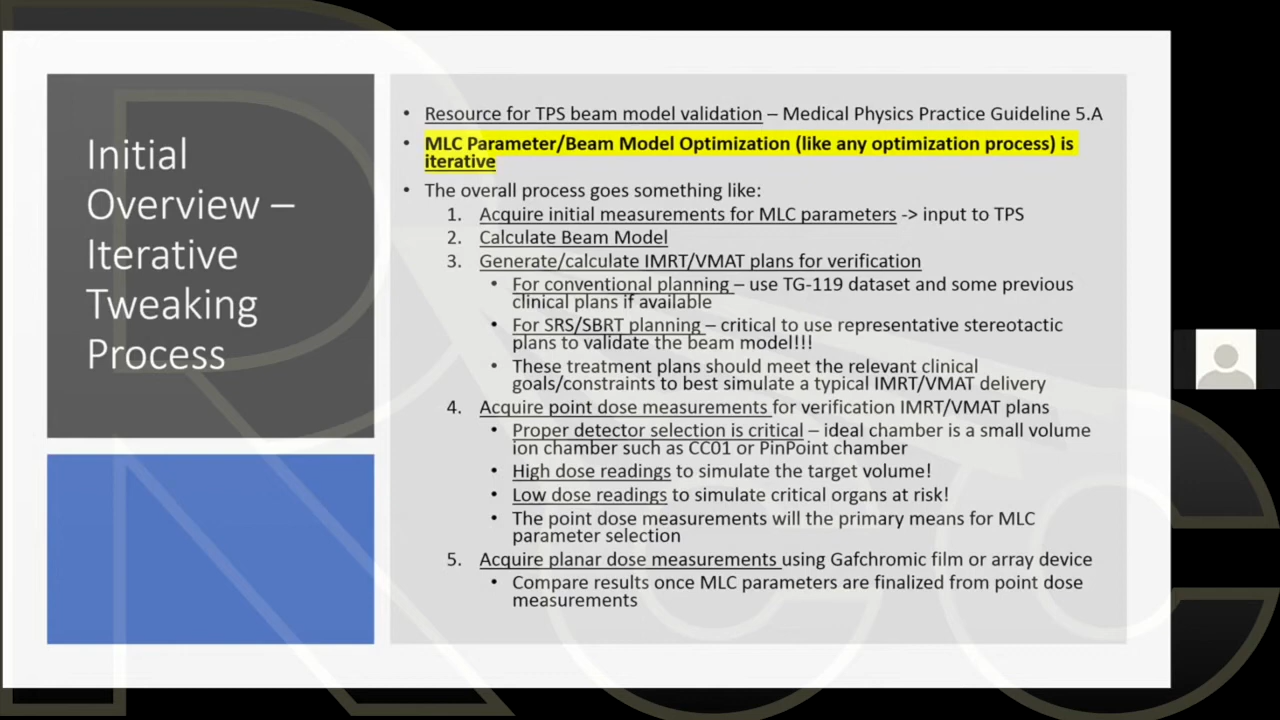 Initial
Overview –
Iterative
Tweaking
Process
• Resource for TPS beam model validation – Medical Physics Practice Guideline 5.A
• MLC Parameter/Beam Model Optimization (like any optimization process) is
iterative
• The overall process goes something like:
1. Acquire initial measurements for MLC parameters -> input to TPS
2. Calculate Beam Model
3. Generate/calculate IMRT/VMAT plans for verification
• For conventional planning – use TG-119 dataset and some previous
clinical plans if available
• For SRS/SBRT planning – critical to use representative stereotactic
plans to validate the beam model!!!
• These treatment plans should meet the relevant clinical
goals/constraints to best simulate a typical IMRT/VMAT delivery
4. Acquire point dose measurements for verification IMRT/VMAT plans
• Proper detector selection is critical – ideal chamber is a small volume
ion chamber such as CC01 or PinPoint chamber
• High dose readings to simulate the target volume!
• Low dose readings to simulate critical organs at risk!
• The point dose measurements will the primary means for MLC
parameter selection
5. Acquire planar dose measurements using Gafchromic film or array device
• Compare results once MLC parameters are finalized from point dose
measurements